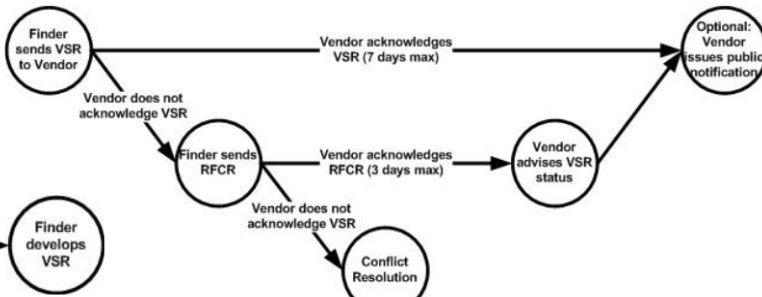 Finder
sends VSR
to Vendor
Vendor acknowledges
VSR (7 days max)
Optional:
Vendor
issues public
notification
Vendor does not
acknowledge VSR
Finder sends
RFCR
Vendor acknowledges
RFCR (3 days max)
Vendor
advises VSR
status
Vendor does not
acknowledge VSR
Finder
develops
VSR
Conflict
Resolution